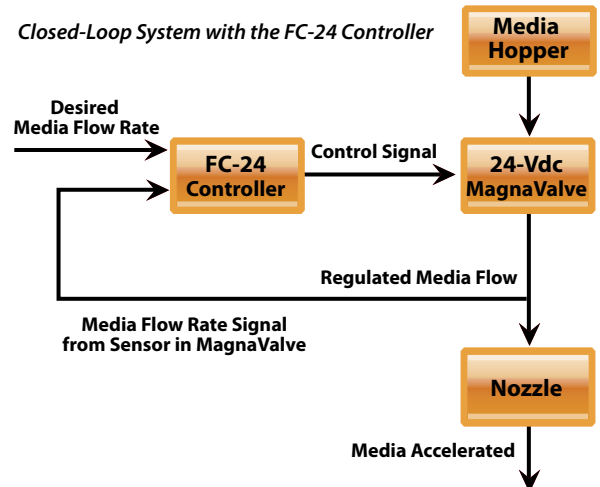 Closed-Loop System with the FC-24 Controller
Media
Hopper
Desired
Media Flow Rate
FC-24
Controller
Control Signal
24-Vdc
MagnaValve
Regulated Media Flow
Media Flow Rate Signal
from Sensor in MagnaValve
Nozzle
Media Accelerated